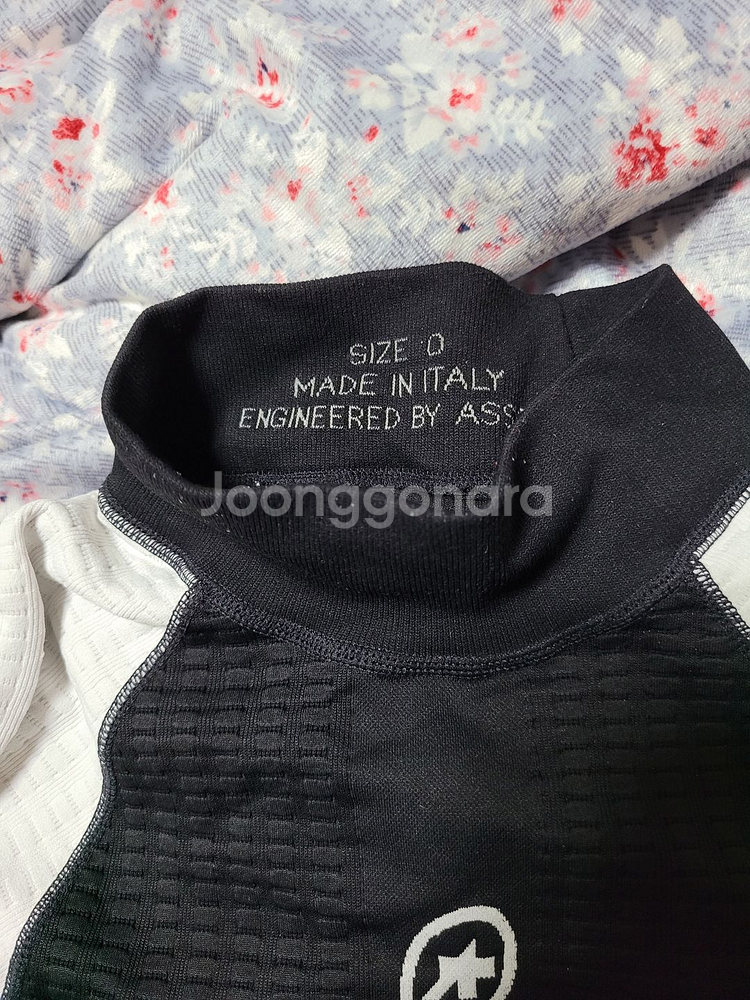 SIZE 0
MADE IN ITALY
ENGINEERED BY
Joonggonara